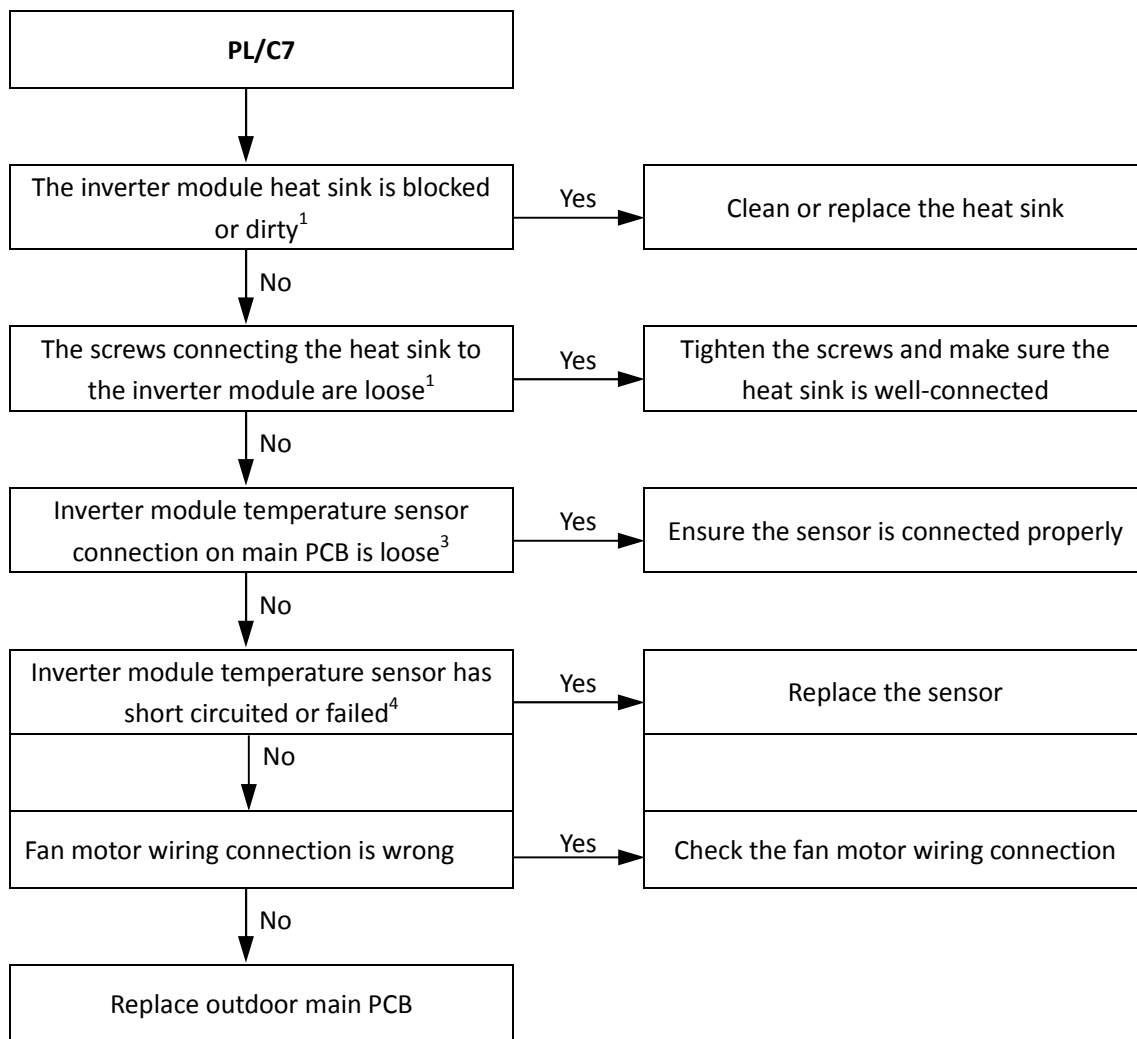 PL/C7
The inverter module heat sink is blocked
or dirty1
Yes
Clean or replace the heat sink
No
The screws connecting the heat sink to
the inverter module are loose1
Yes
Tighten the screws and make sure the
heat sink is well-connected
No
Inverter module temperature sensor
connection on main PCB is loose3
Yes
Ensure the sensor is connected properly
No
Inverter module temperature sensor has
short circuited or failed4
Yes
Replace the sensor
No
Fan motor wiring connection is wrong
Yes
Check the fan motor wiring connection
No
Replace outdoor main PCB